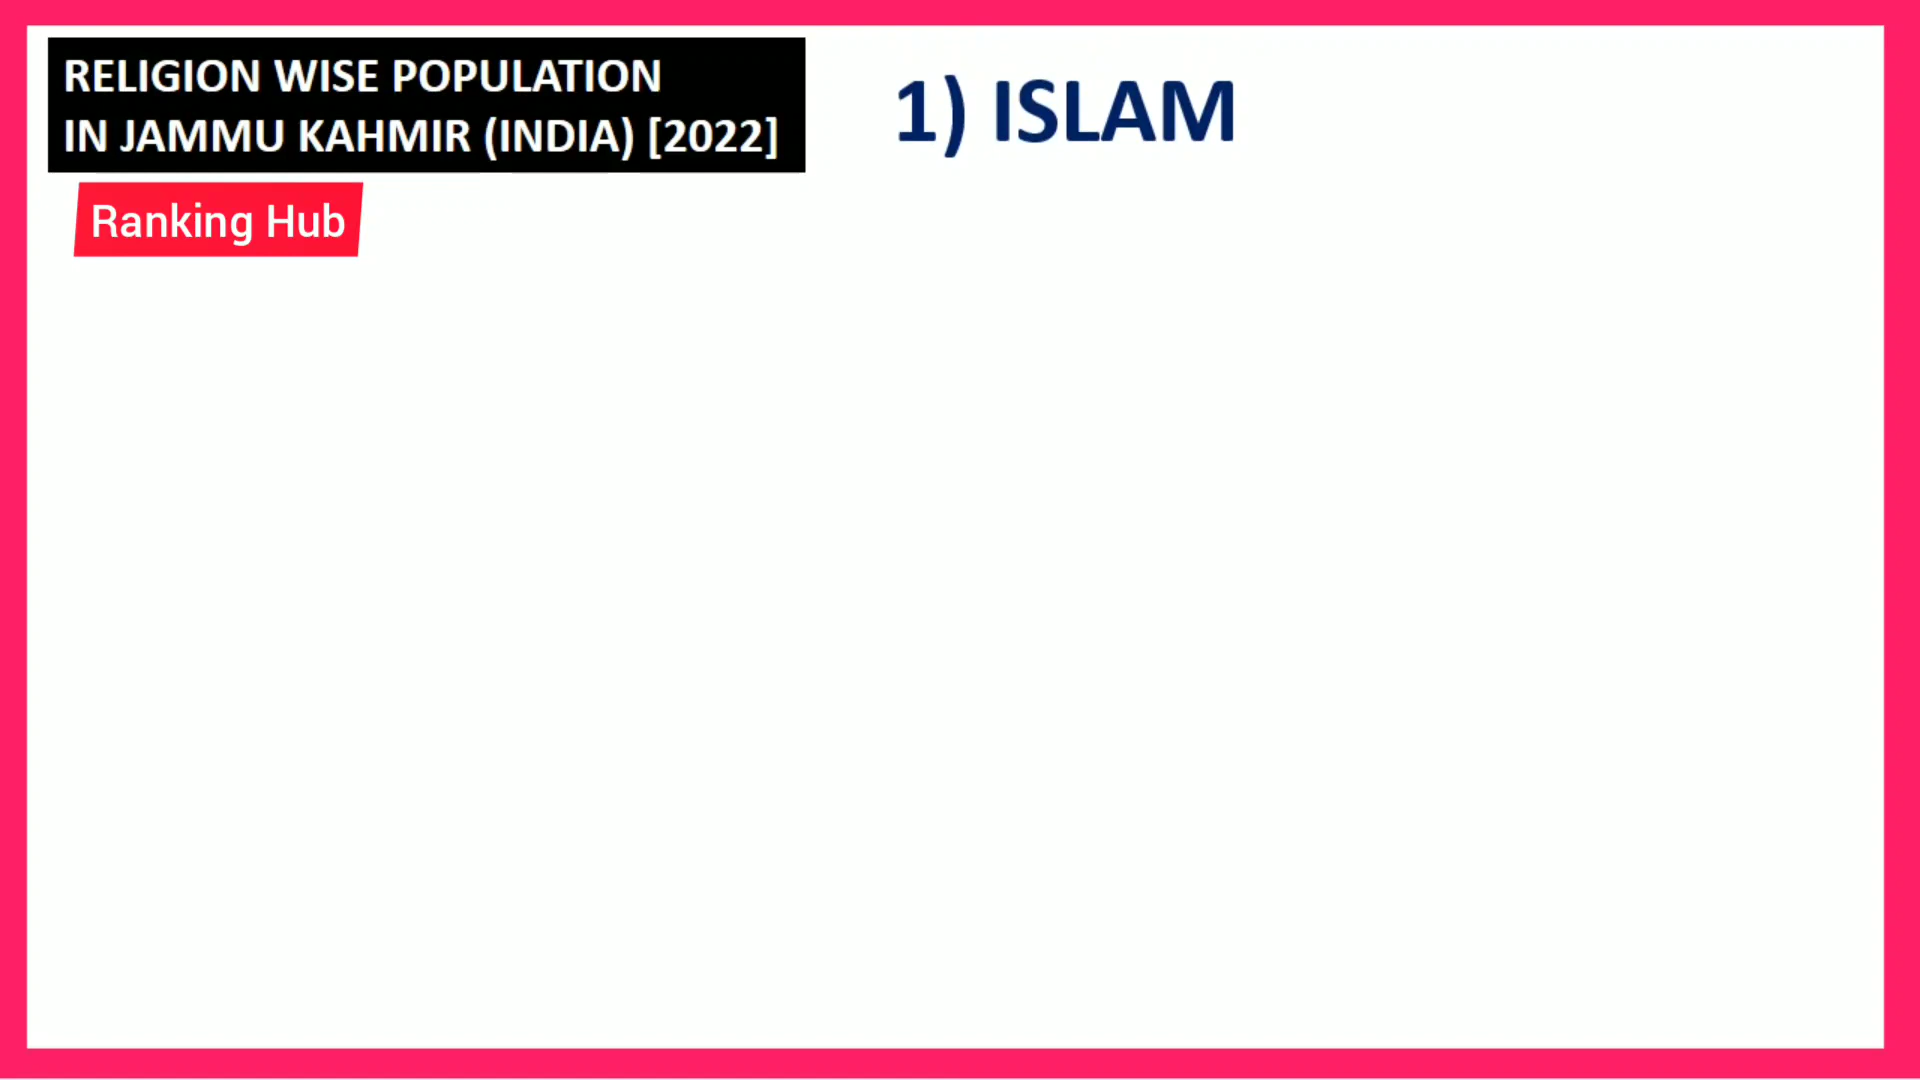 RELIGION WISE POPULATION
IN JAMMU KAHMIR (INDIA) [2022]
Ranking Hub
1) ISLAM